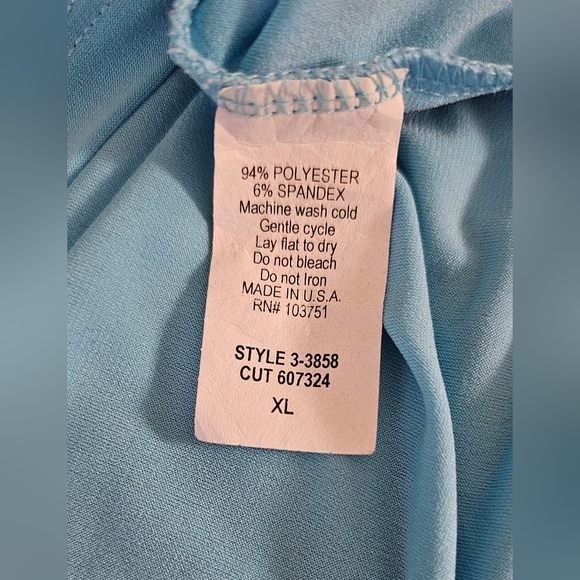 94% POLYESTER
6% SPANDEX
Machine wash cold
Gentle cycle
Lay flat to dry
Do not bleach
Do not Iron
MADE IN U.S.A.
RN# 103751
STYLE 3-3858
CUT 607324
XL